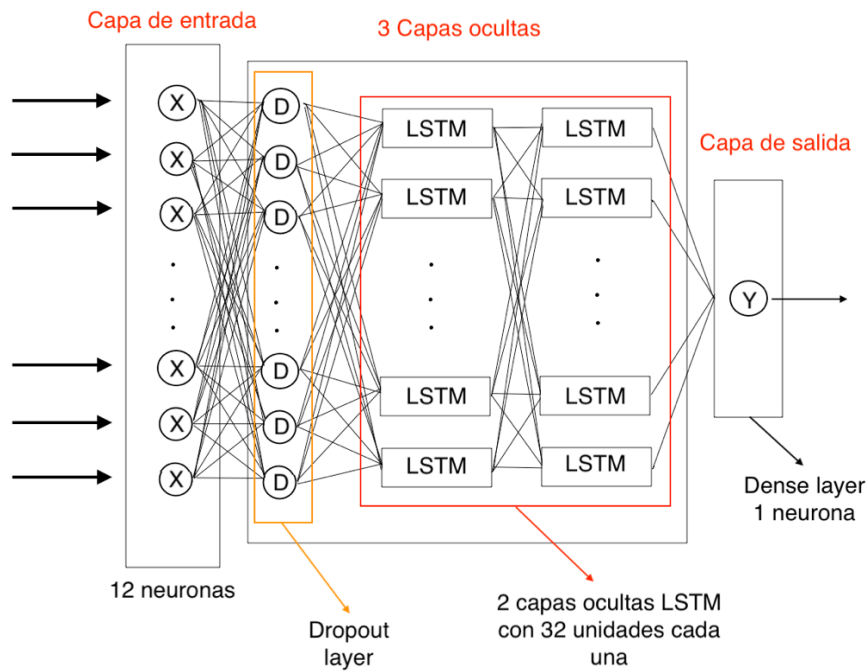 Capa de entrada
3 Capas ocultas
Capa de salida
X
X
X
X
X
X
D
D
D
D
D
D
LSTM
LSTM
LSTM
LSTM
LSTM
LSTM
LSTM
LSTM
Y
12 neuronas
Dropout
layer
2 capas ocultas LSTM
con 32 unidades cada
una
Dense layer
1 neurona